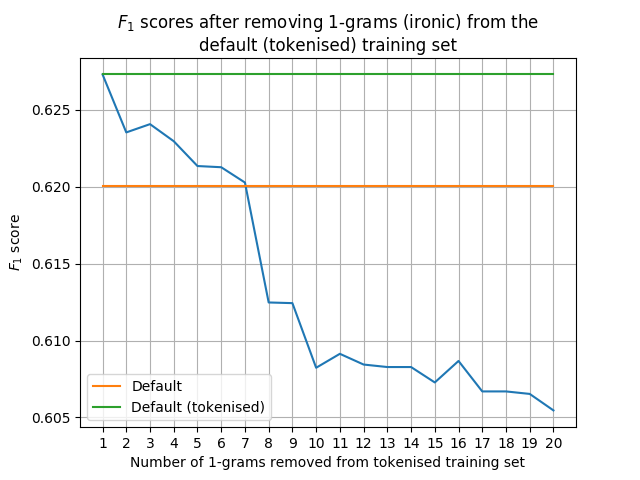 F₁ scores after removing 1-grams (ironic) from the
default (tokenised) training set
F₁ score
0.625
0.620
0.615
0.610
0.605
Default
Default (tokenised)
1 2 3 4 5 6 7 8 9 10 11 12 13 14 15 16 17 18 19 20
Number of 1-grams removed from tokenised training set